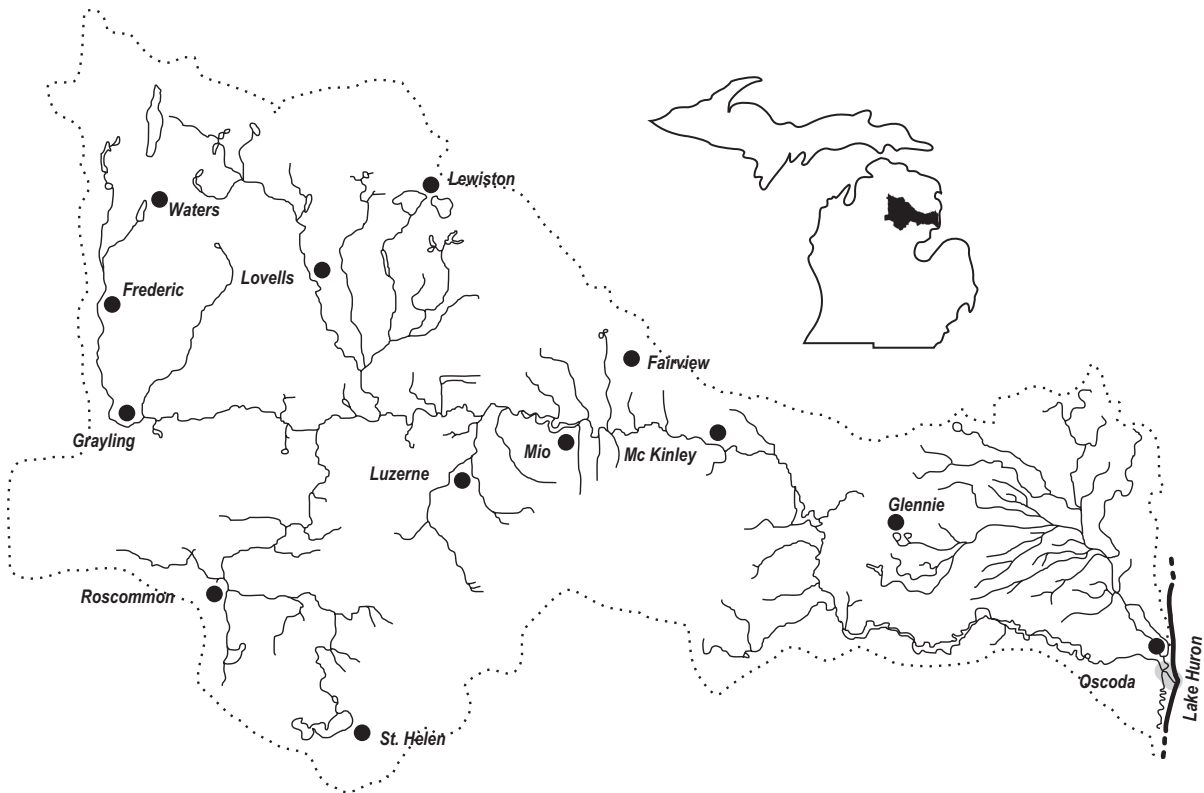 Lewiston
Waters
Lovells
Frederic
Fairview
Grayling
Mio
Mc Kinley
Luzerne
Glennie
Roscommon
Oscoda
Lake Huron
St. Helen